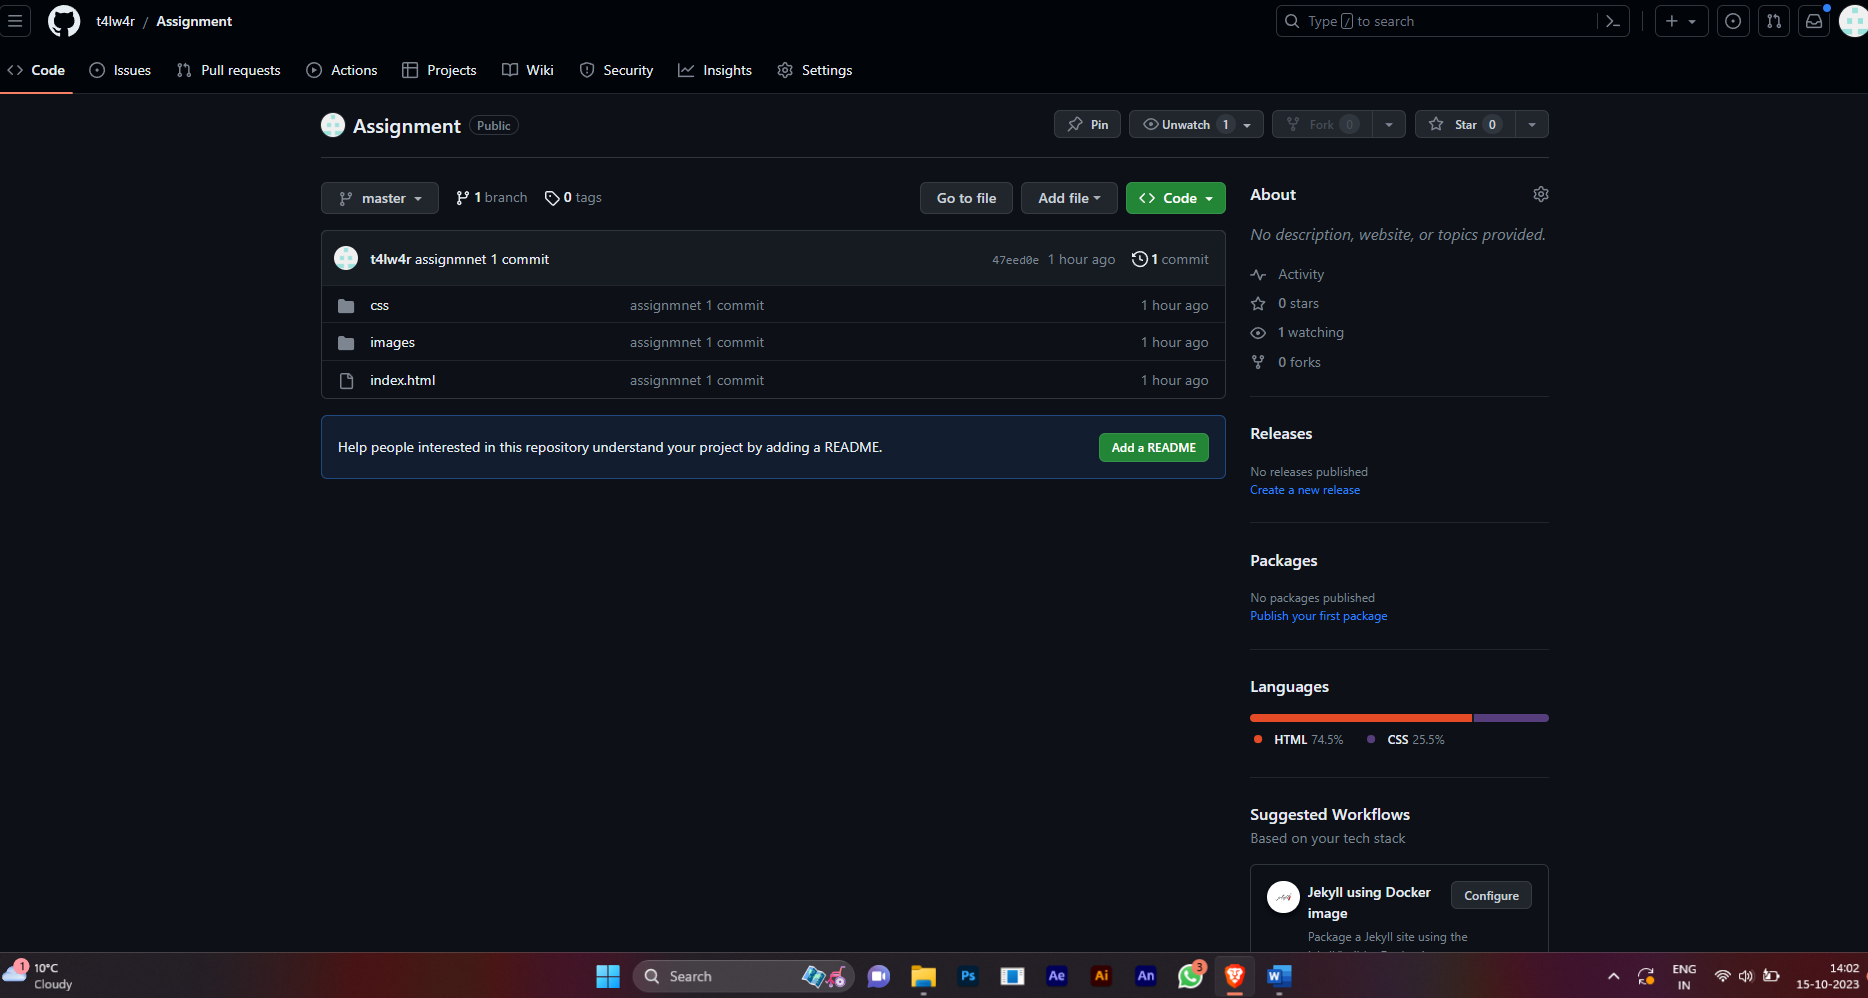 t4lw4r / Assignment
Type / to search
Code Issues Pull requests Actions Projects Wiki Security Insights Settings
Assignment Public
Pin Unwatch 1 Fork 0 Star 0
master 1 branch 0 tags Go to file Add file Code
t4lw4r assignmnet 1 commit 47eed0e 1 hour ago 1 commit
css assignmnet 1 commit 1 hour ago
images assignmnet 1 commit 1 hour ago
index.html assignmnet 1 commit 1 hour ago
Help people interested in this repository understand your project by adding a README. Add a README
About
No description, website, or topics provided.
Activity
0 stars
1 watching
0 forks
Releases
No releases published
Create a new release
Packages
No packages published
Publish your first package
Languages
HTML 74.5% CSS 25.5%
Suggested Workflows
Based on your tech stack
Jekyll using Docker image Configure
Package a Jekyll site using the
1 10°C
Cloudy
Search
Ps Ae Ai An 3 W
ENG
IN
14:02
15-10-2023